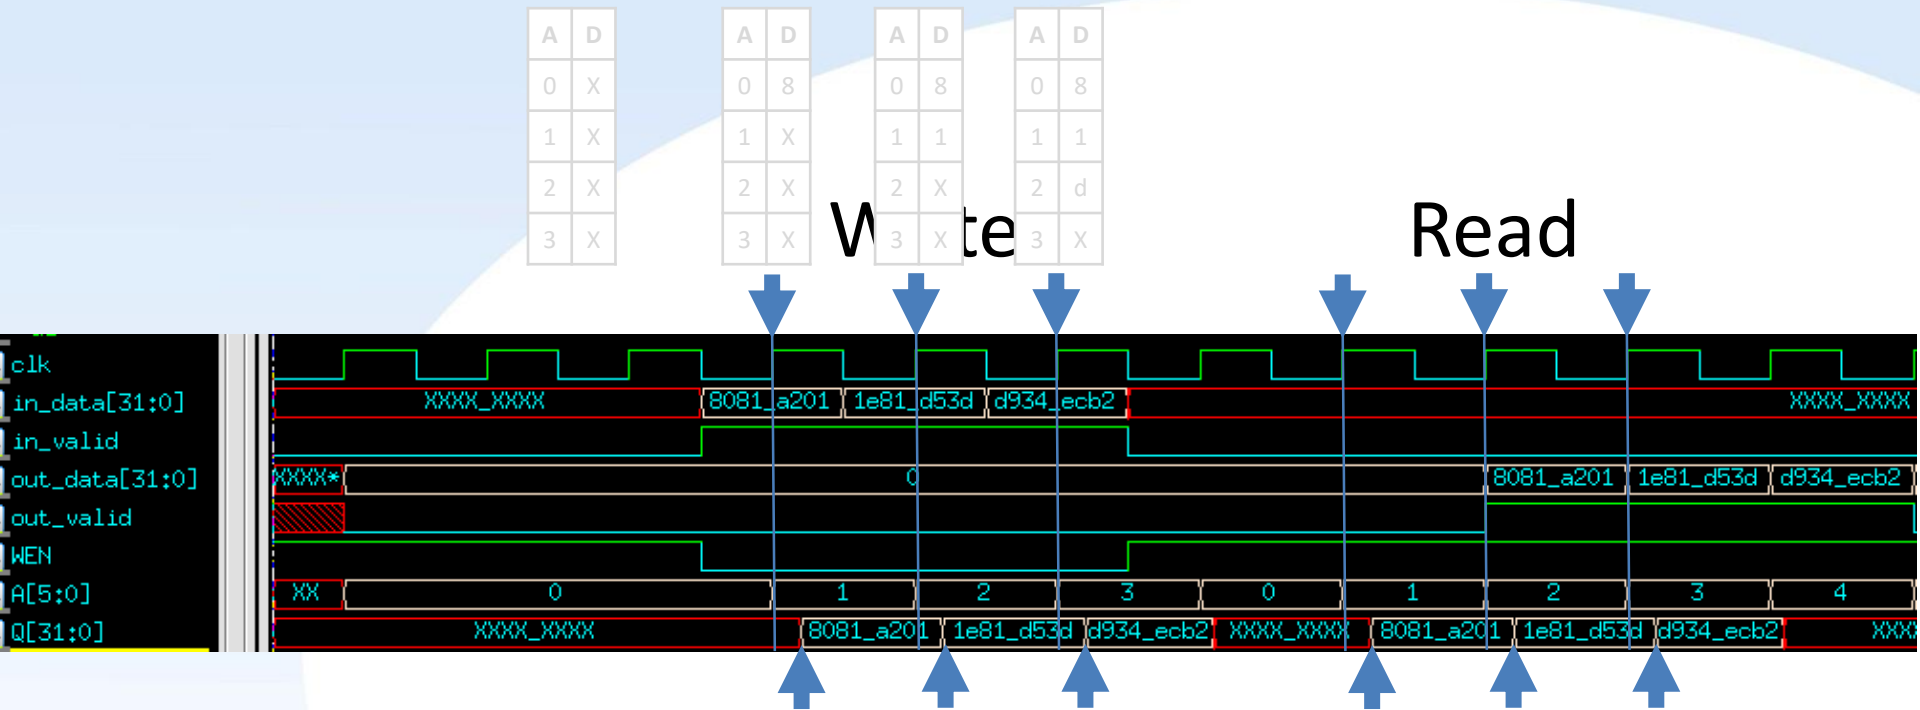 A D A D A D A D
0 X 0 8 0 8 0 8
1 X 1 X 1 1 1 1
2 X 2 X 2 X 2 d
3 X 3 X 3 X 3 X
Read
clk
in_data[31:0] XXXX_XXXX 8081_a201 1e81_d53d d934_ecb2 XXXX_XXXX
in_valid
out_data[31:0] XXXX* 0 8081_a201 1e81_d53d d934_ecb2
out_valid
WEN
A[5:0] XX 0 1 2 3 0 1 2 3 4
Q[31:0] XXXX_XXXX 8081_a201 1e81_d53d d934_ecb2 XXXX_XXXX 8081_a201 1e81_d53d d934_ecb2 XXXX